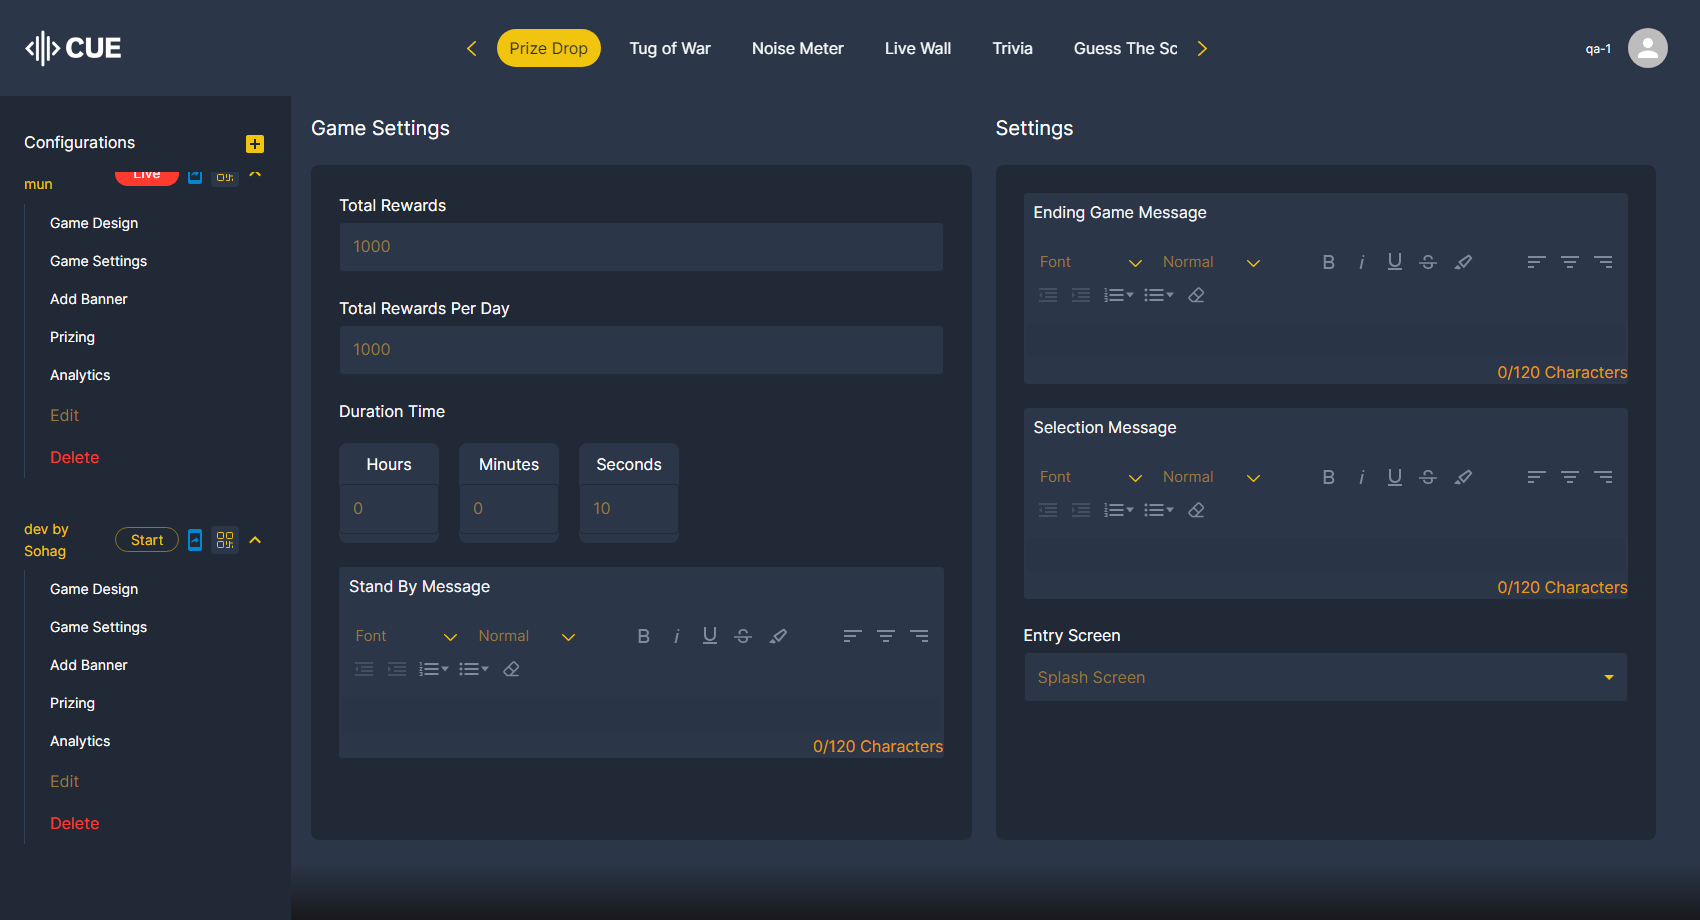 CUE
Prize Drop
Tug of War
Noise Meter
Live Wall
Trivia
Guess The Sc
qa-1
Configurations
mun
Live
Game Design
Game Settings
Add Banner
Prizing
Analytics
Edit
Delete
dev by
Sohag
Start
Game Design
Game Settings
Add Banner
Prizing
Analytics
Edit
Delete
Game Settings
Total Rewards
1000
Total Rewards Per Day
1000
Duration Time
Hours
Minutes
Seconds
0
0
10
Stand By Message
Font
Normal
0/120 Characters
Settings
Ending Game Message
Font
Normal
0/120 Characters
Selection Message
Font
Normal
0/120 Characters
Entry Screen
Splash Screen